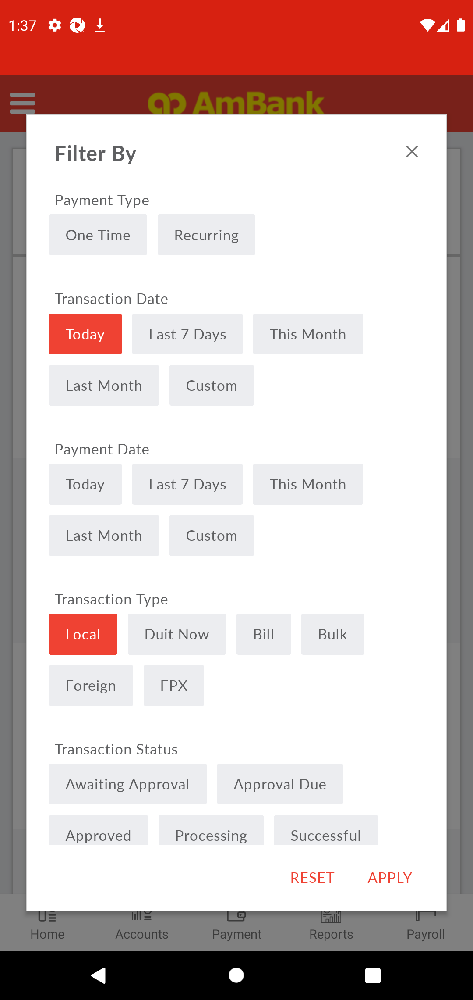 1:37
AmBank
Filter By
Payment Type
One Time Recurring
Transaction Date
Today Last 7 Days This Month
Last Month Custom
Payment Date
Today Last 7 Days This Month
Last Month Custom
Transaction Type
Local Duit Now Bill Bulk
Foreign FPX
Transaction Status
Awaiting Approval Approval Due
Approved Processing Successful
RESET APPLY
Home Accounts Payment Reports Payroll